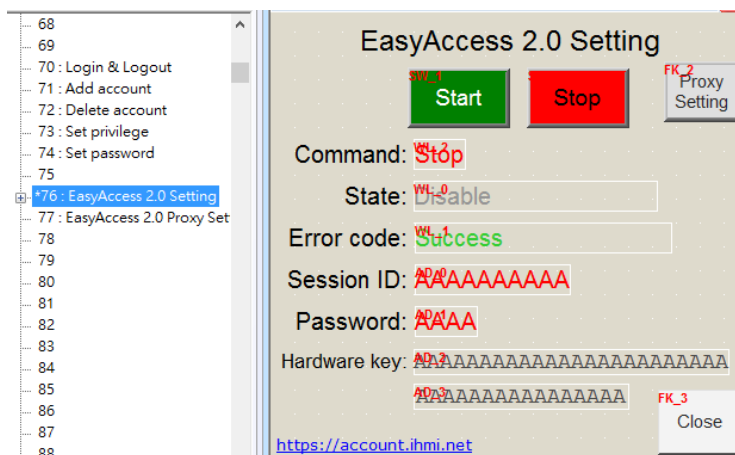 68
69
70 : Login & Logout
71 : Add account
72 : Delete account
73 : Set privilege
74 : Set password
75
*76 : EasyAccess 2.0 Setting
77 : EasyAccess 2.0 Proxy Set
78
79
80
81
82
83
84
85
86
87
88
EasyAccess 2.0 Setting
SW_1
Start
Stop
FK_2
Proxy
Setting
Command:
WL_2
Stop
State:
WL_0
Disable
Error code:
WL_1
Success
Session ID:
AD_0
AAAAAAAAAA
Password:
AD_1
AAAA
Hardware key:
AD_2
AAAAAAAAAAAAAAAAAAAAAAAA
AD_3
AAAAAAAAAAAAAAAA
FK_3
Close
https://account.ihmi.net